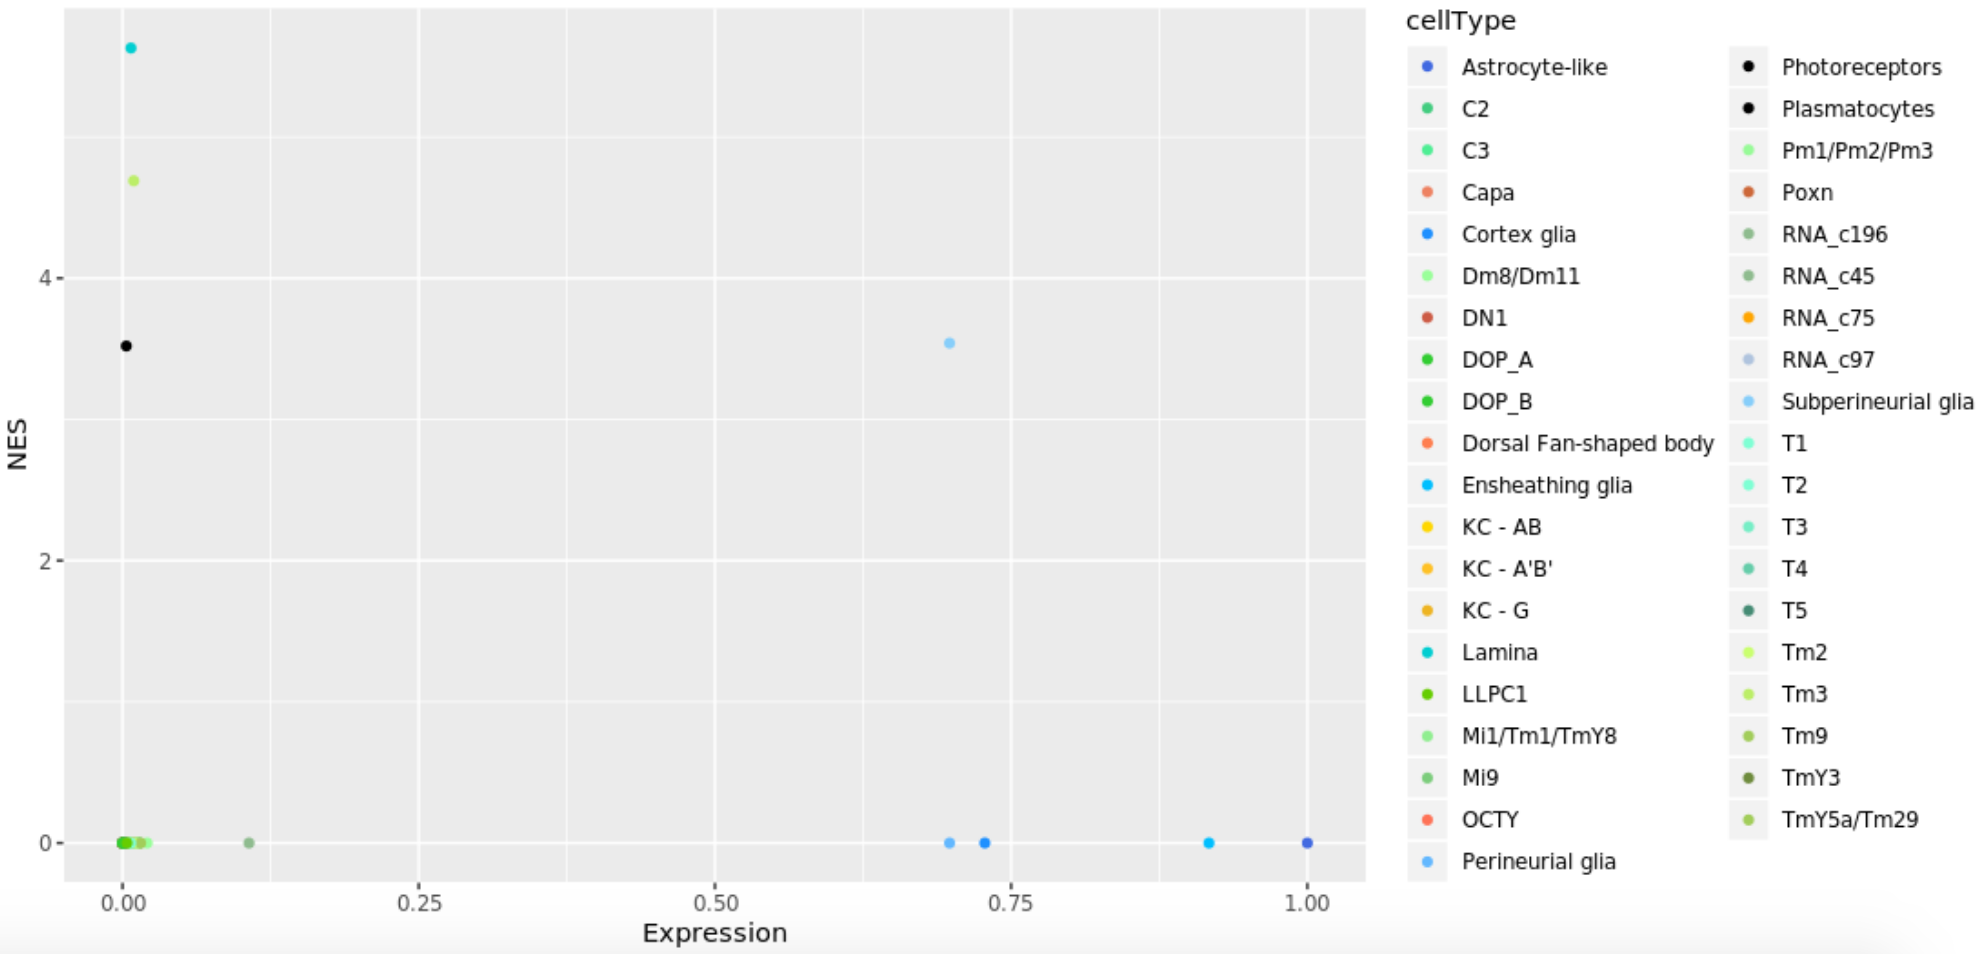 cellType
Astrocyte-like
C2
C3
Capa
Cortex glia
Dm8/Dm11
DN1
DOP_A
DOP_B
Dorsal Fan-shaped body
Ensheathing glia
KC - AB
KC - A'B'
KC - G
Lamina
LLPC1
Mi1/Tm1/TmY8
Mi9
OCTY
Perineurial glia
Photoreceptors
Plasmatocytes
Pm1/Pm2/Pm3
Poxn
RNA_c196
RNA_c45
RNA_c75
RNA_c97
Subperineurial glia
T1
T2
T3
T4
T5
Tm2
Tm3
Tm9
TmY3
TmY5a/Tm29
NES
4
2
0
0.00 0.25 0.50 0.75 1.00
Expression